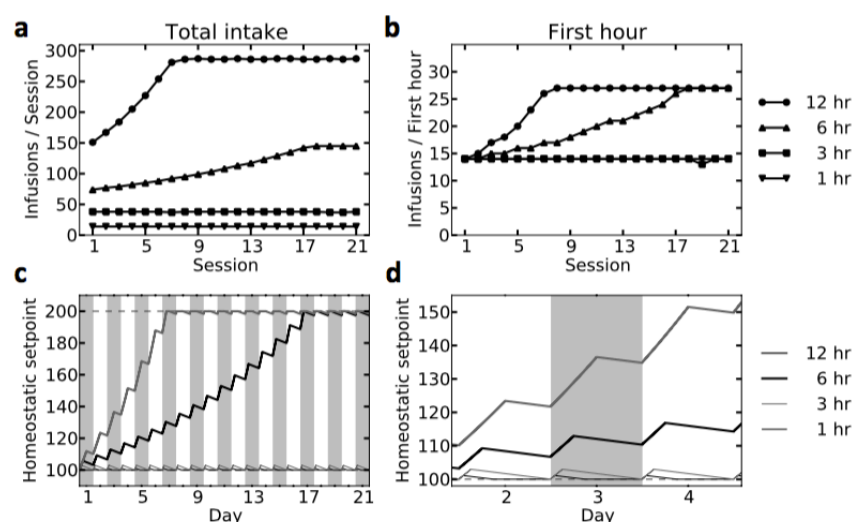 a
Total intake
300
250
200
150
100
50
0
Infusions / Session
1 5 9 13 17 21
Session
b
First hour
30
25
20
15
10
5
0
Infusions / First hour
1 5 9 13 17 21
Session
12 hr
6 hr
3 hr
1 hr
c
200
180
160
140
120
100
Homeostatic setpoint
1 5 9 13 17 21
Day
d
150
140
130
120
110
100
Homeostatic setpoint
2 3 4
Day
12 hr
6 hr
3 hr
1 hr